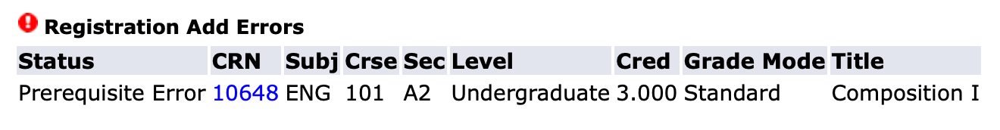 Registration Add Errors
Status CRN Subj Crse Sec Level Cred Grade Mode Title
Prerequisite Error 10648 ENG 101 A2 Undergraduate 3.000 Standard Composition I